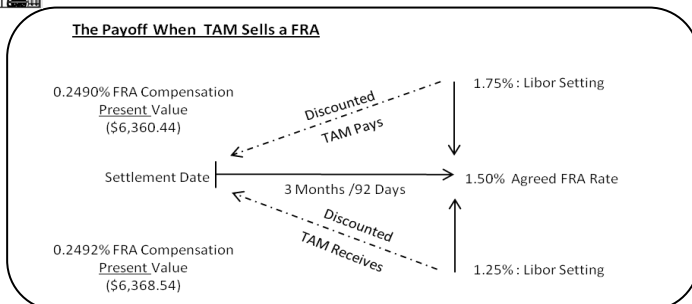 The Payoff When TAM Sells a FRA
0.2490% FRA Compensation
Present Value
($6,360.44)
Discounted
TAM Pays
1.75% : Libor Setting
Settlement Date
3 Months /92 Days
1.50% Agreed FRA Rate
0.2492% FRA Compensation
Present Value
($6,368.54)
Discounted
TAM Receives
1.25% : Libor Setting